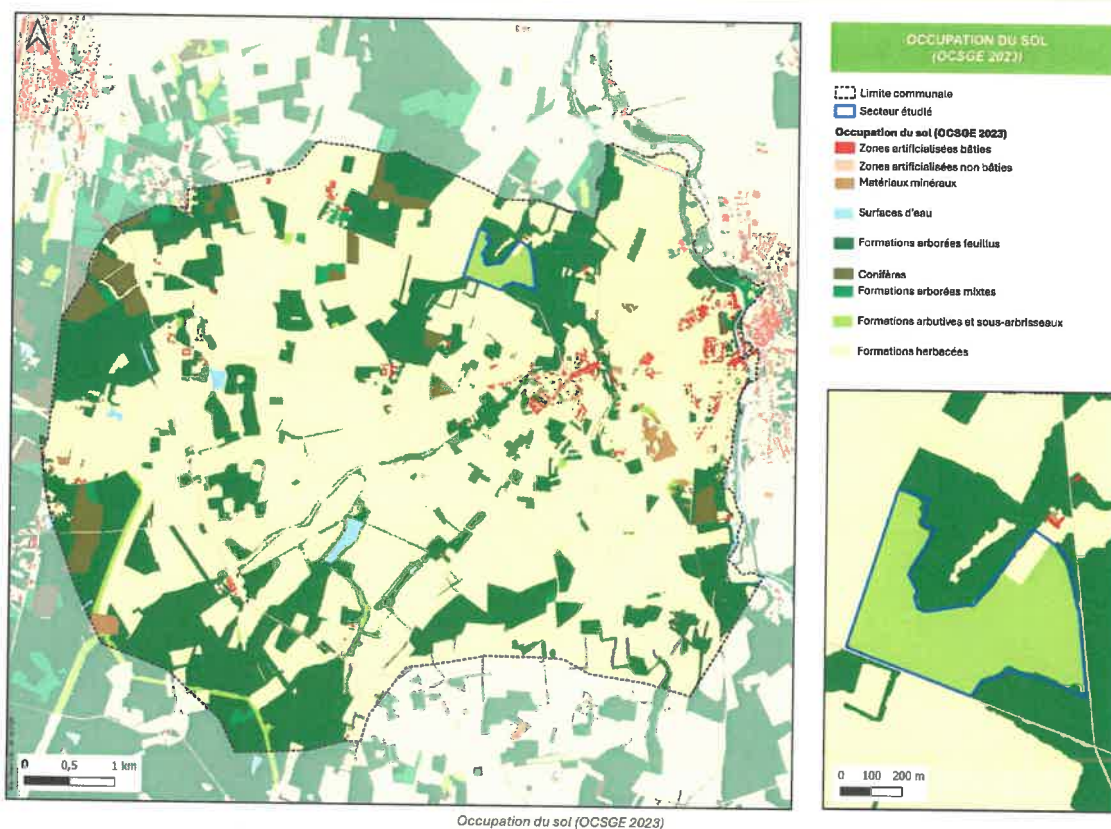 OCCUPATION DU SOL
(OCSGE 2023)
Limite communale
Secteur étudié
Occupation du sol (OCSGE 2023)
Zones artificialisées bâties
Zones artificialisées non bâties
Matériaux minéraux
Surfaces d'eau
Formations arborées feuillus
Conifères
Formations arborées mixtes
Formations arbutives et sous-arbrisseaux
Formations herbacées
0 0,5 1 km
0 100 200 m
Occupation du sol (OCSGE 2023)